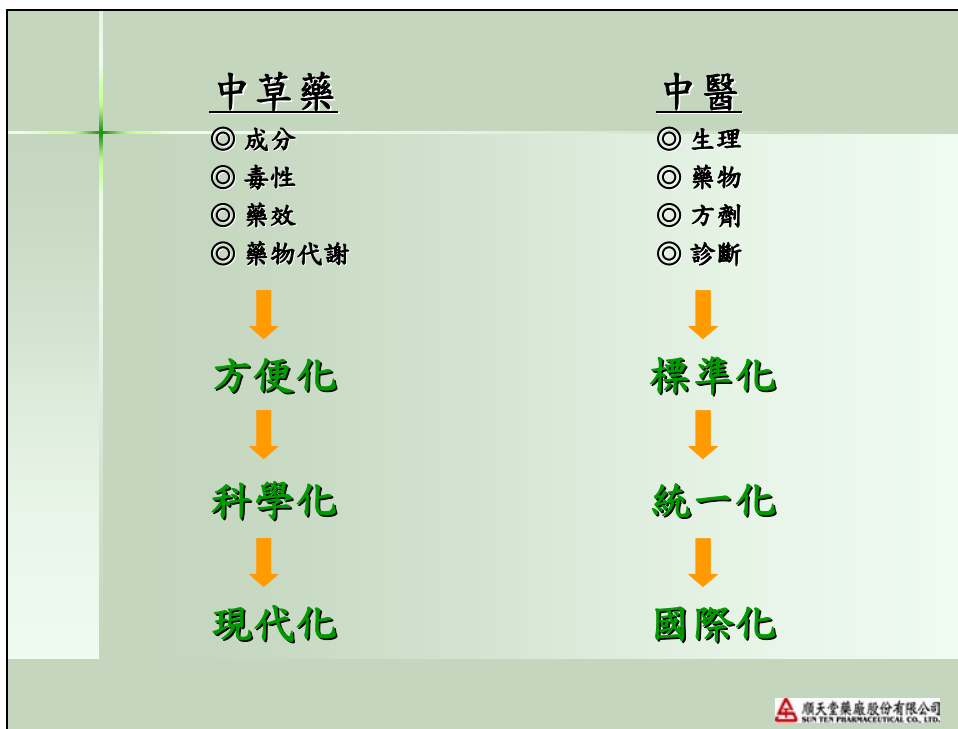 中草藥
◎ 成分
◎ 毒性
◎ 藥效
◎ 藥物代謝
方便化
科學化
現代化
中醫
◎ 生理
◎ 藥物
◎ 方劑
◎ 診斷
標準化
統一化
國際化
順天堂藥廠股份有限公司
SUN TEN PHARMACEUTICAL CO., LTD.